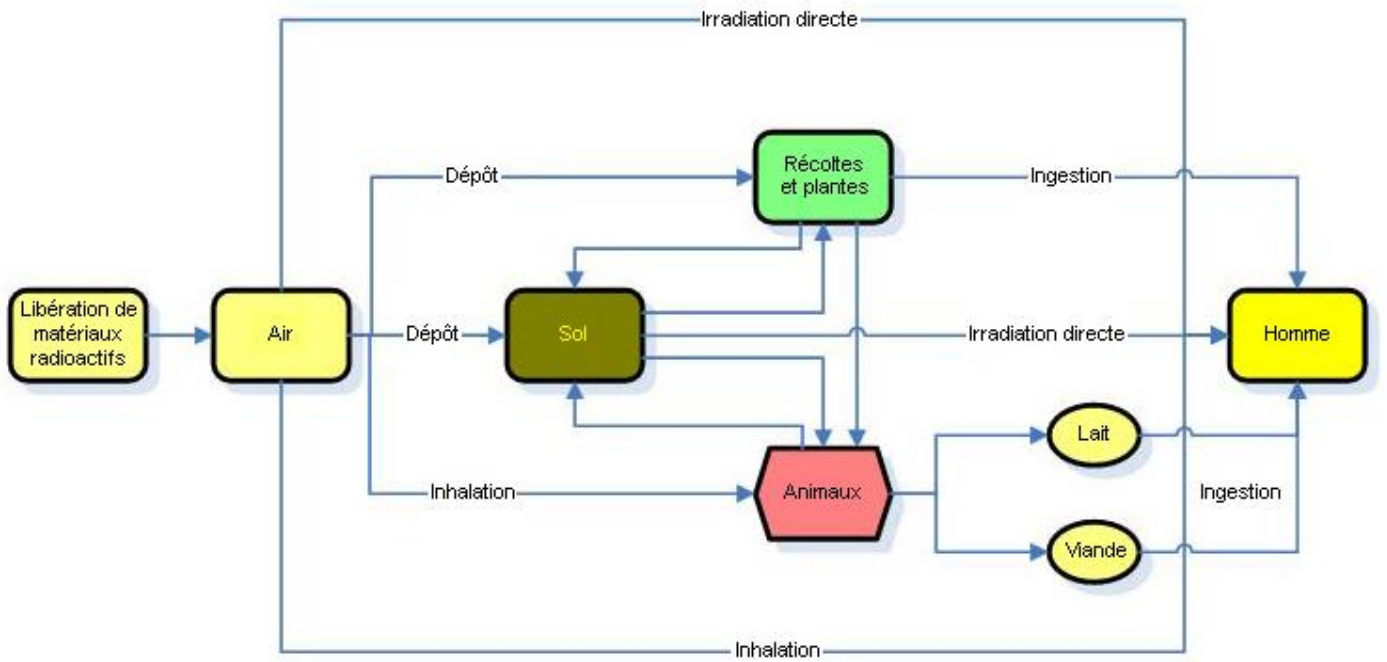 Irradiation directe
Récoltes
et plantes
Dépôt
Ingestion
Libération de
matériaux
radioactifs
Air
Dépôt
Sol
Irradiation directe
Homme
Lait
Inhalation
Animaux
Ingestion
Viande
Inhalation